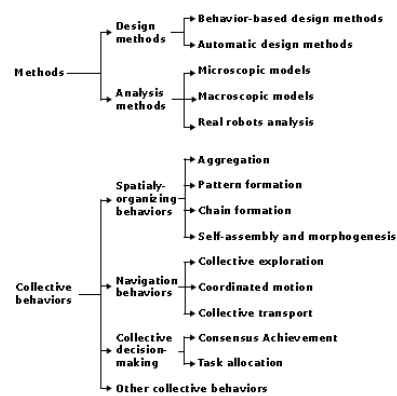 Methods
Design
methods
Behavior-based design methods
Automatic design methods
Analysis
methods
Microscopic models
Macroscopic models
Real robots analysis
Collective
behaviors
Spatialy-
organizing
behaviors
Aggregation
Pattern formation
Chain formation
Self-assembly and morphogenesis
Navigation
behaviors
Collective exploration
Coordinated motion
Collective transport
Collective
decision-
making
Consensus Achievement
Task allocation
Other collective behaviors